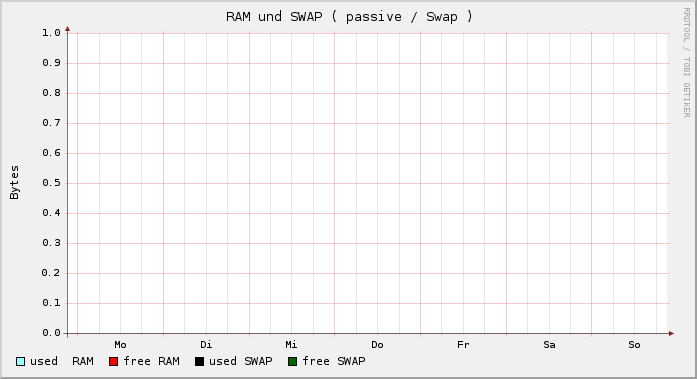 RAM und SWAP ( passive / Swap )
RRDTOOL / TOBI OETIKER
Bytes
1.0
0.9
0.8
0.7
0.6
0.5
0.4
0.3
0.2
0.1
0.0
Mo Di Mi Do Fr Sa So
used RAM free RAM used SWAP free SWAP